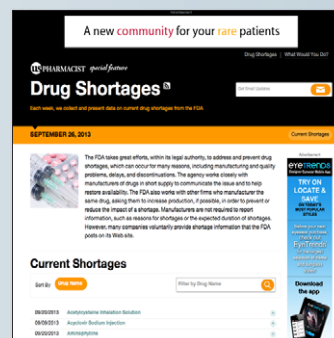 Advertisement
A new community for your rare patients
Drug Shortages | What Would You Do?
US PHARMACIST special feature
Drug Shortages
Get Email Updates
Each week, we collect and present data on current drug shortages from the FDA
SEPTEMBER 26, 2013
Current Shortages
The FDA takes great efforts, within its legal authority, to address and prevent drug
shortages, which can occur for many reasons, including manufacturing and quality
problems, delays, and discontinuations. The agency works closely with
manufacturers of drugs in short supply to communicate the issue and to help
restore availability. The FDA also works with other firms who manufacturer the
same drug, asking them to increase production, if possible, in order to prevent or
reduce the impact of a shortage. Manufacturers are not required to report
information, such as reasons for shortages or the expected duration of shortages.
However, many companies voluntarily provide shortage information that the FDA
posts on its Web site.
Advertisement
EYETRENDS
TRY ON
LOCATE &
SAVE
ON TODAY'S
MOST POPULAR
STYLES
EyeTrends
Download
the app
Current Shortages
Sort By
DRUG NAME
Filter by Drug Name
09/20/2013 Acetylcysteine Inhalation Solution
09/09/2013 Acyclovir Sodium Injection
09/20/2013 Aminophylline